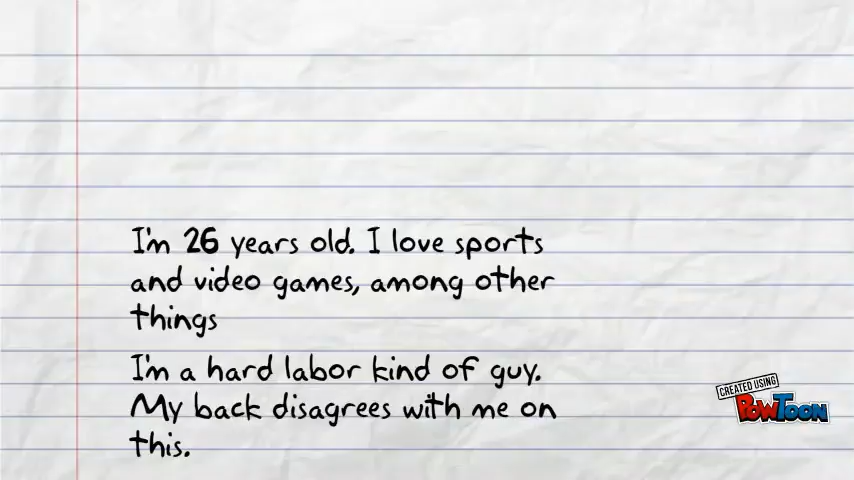 I'm 26 years old. I love sports
and video games, among other
things
I'm a hard labor kind of guy.
My back disagrees with me on
this.
CREATED USING
POWTOON